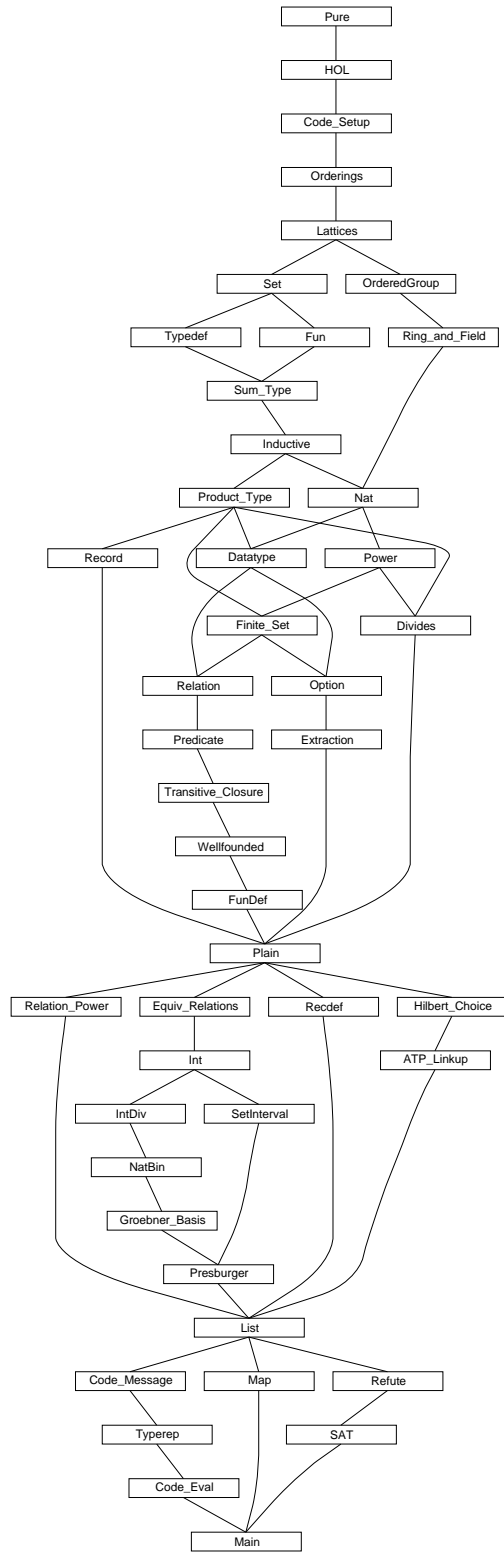 Pure
HOL
Code_Setup
Orderings
Lattices
Set
OrderedGroup
Typedef
Fun
Ring_and_Field
Sum_Type
Inductive
Product_Type
Nat
Record
Datatype
Power
Finite_Set
Divides
Relation
Option
Predicate
Extraction
Transitive_Closure
Wellfounded
FunDef
Plain
Relation_Power
Equiv_Relations
Recdef
Hilbert_Choice
Int
ATP_Linkup
IntDiv
SetInterval
NatBin
Groebner_Basis
Presburger
List
Code_Message
Map
Refute
Typerep
SAT
Code_Eval
Main